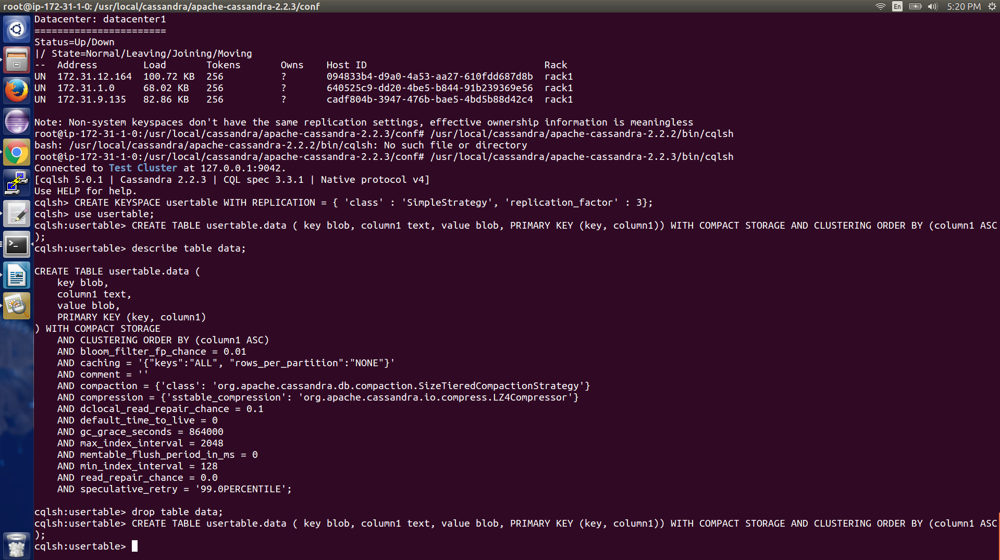 root@ip-172-31-1-0: /usr/local/cassandra/apache-cassandra-2.2.3/conf
En
5:20 PM
Datacenter: datacenter1
=======================
Status=Up/Down
|/ State=Normal/Leaving/Joining/Moving
--  Address        Load       Tokens       Owns    Host ID                               Rack
UN  172.31.12.164  100.72 KB  256          ?       094833b4-d9a0-4a53-aa27-610fdd687d8b  rack1
UN  172.31.1.0     68.02 KB   256          ?       640525c9-dd20-4be5-b844-91b239369e56  rack1
UN  172.31.9.135   82.86 KB   256          ?       cadf804b-3947-476b-bae5-4bd5b88d42c4  rack1
Note: Non-system keyspaces don't have the same replication settings, effective ownership information is meaningless
root@ip-172-31-1-0:/usr/local/cassandra/apache-cassandra-2.2.3/conf# /usr/local/cassandra/apache-cassandra-2.2.2/bin/cqlsh
bash: /usr/local/cassandra/apache-cassandra-2.2.2/bin/cqlsh: No such file or directory
root@ip-172-31-1-0:/usr/local/cassandra/apache-cassandra-2.2.3/conf# /usr/local/cassandra/apache-cassandra-2.2.3/bin/cqlsh
Connected to Test Cluster at 127.0.0.1:9042.
[cqlsh 5.0.1 | Cassandra 2.2.3 | CQL spec 3.3.1 | Native protocol v4]
Use HELP for help.
cqlsh> CREATE KEYSPACE usertable WITH REPLICATION = { 'class' : 'SimpleStrategy', 'replication_factor' : 3};
cqlsh> use usertable;
cqlsh:usertable> CREATE TABLE usertable.data ( key blob, column1 text, value blob, PRIMARY KEY (key, column1)) WITH COMPACT STORAGE AND CLUSTERING ORDER BY (column1 ASC
);
cqlsh:usertable> describe table data;
CREATE TABLE usertable.data (
    key blob,
    column1 text,
    value blob,
    PRIMARY KEY (key, column1)
) WITH COMPACT STORAGE
    AND CLUSTERING ORDER BY (column1 ASC)
    AND bloom_filter_fp_chance = 0.01
    AND caching = '{"keys":"ALL", "rows_per_partition":"NONE"}'
    AND comment = ''
    AND compaction = {'class': 'org.apache.cassandra.db.compaction.SizeTieredCompactionStrategy'}
    AND compression = {'sstable_compression': 'org.apache.cassandra.io.compress.LZ4Compressor'}
    AND dclocal_read_repair_chance = 0.1
    AND default_time_to_live = 0
    AND gc_grace_seconds = 864000
    AND max_index_interval = 2048
    AND memtable_flush_period_in_ms = 0
    AND min_index_interval = 128
    AND read_repair_chance = 0.0
    AND speculative_retry = '99.0PERCENTILE';
cqlsh:usertable> drop table data;
cqlsh:usertable> CREATE TABLE usertable.data ( key blob, column1 text, value blob, PRIMARY KEY (key, column1)) WITH COMPACT STORAGE AND CLUSTERING ORDER BY (column1 ASC
);
cqlsh:usertable>